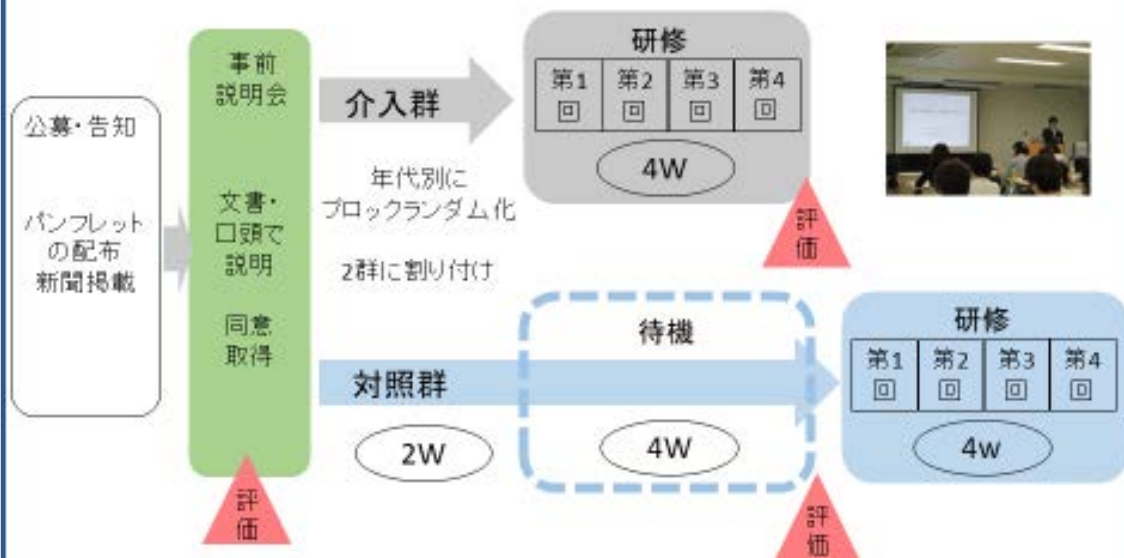 公募・告知
パンフレット
の配布
新聞掲載
事前
説明会
文書・
口頭で
説明
同意
取得
評
価
介入群
年代別に
ブロックランダム化
2群に割り付け
対照群
2W
研修
第1
回
第2
回
第3
回
第4
回
4W
評
価
待機
4W
評
価
研修
第1
回
第2
回
第3
回
第4
回
4w